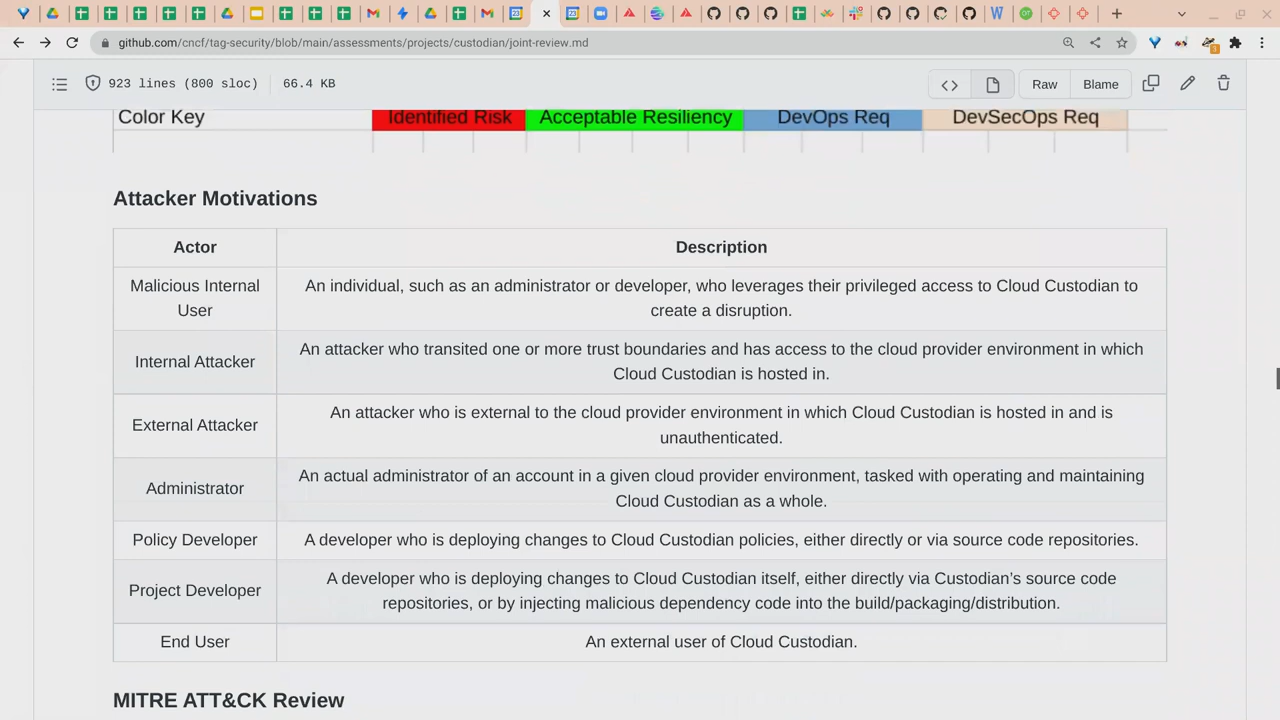 github.com/cncf/tag-security/blob/main/assessments/projects/custodian/joint-review.md
923 lines (800 sloc) 66.4 KB
Raw Blame
Color Key Identified Risk Acceptable Resiliency DevOps Req DevSecOps Req
Attacker Motivations
Actor Description
Malicious Internal User
An individual, such as an administrator or developer, who leverages their privileged access to Cloud Custodian to
create a disruption.
Internal Attacker
An attacker who transited one or more trust boundaries and has access to the cloud provider environment in which
Cloud Custodian is hosted in.
External Attacker
An attacker who is external to the cloud provider environment in which Cloud Custodian is hosted in and is
unauthenticated.
Administrator
An actual administrator of an account in a given cloud provider environment, tasked with operating and maintaining
Cloud Custodian as a whole.
Policy Developer
A developer who is deploying changes to Cloud Custodian policies, either directly or via source code repositories.
Project Developer
A developer who is deploying changes to Cloud Custodian itself, either directly via Custodian’s source code
repositories, or by injecting malicious dependency code into the build/packaging/distribution.
End User
An external user of Cloud Custodian.
MITRE ATT&CK Review